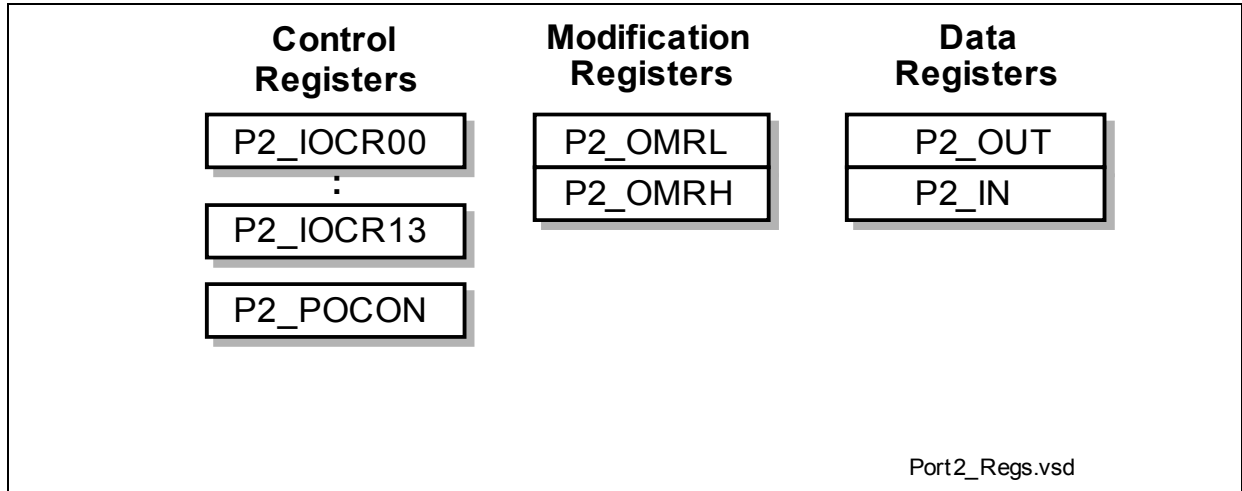 Control
Registers
P2_IOCR00
:
P2_IOCR13
P2_POCON
Modification
Registers
P2_OMRL
P2_OMRH
Data
Registers
P2_OUT
P2_IN
Port2_Regs.vsd